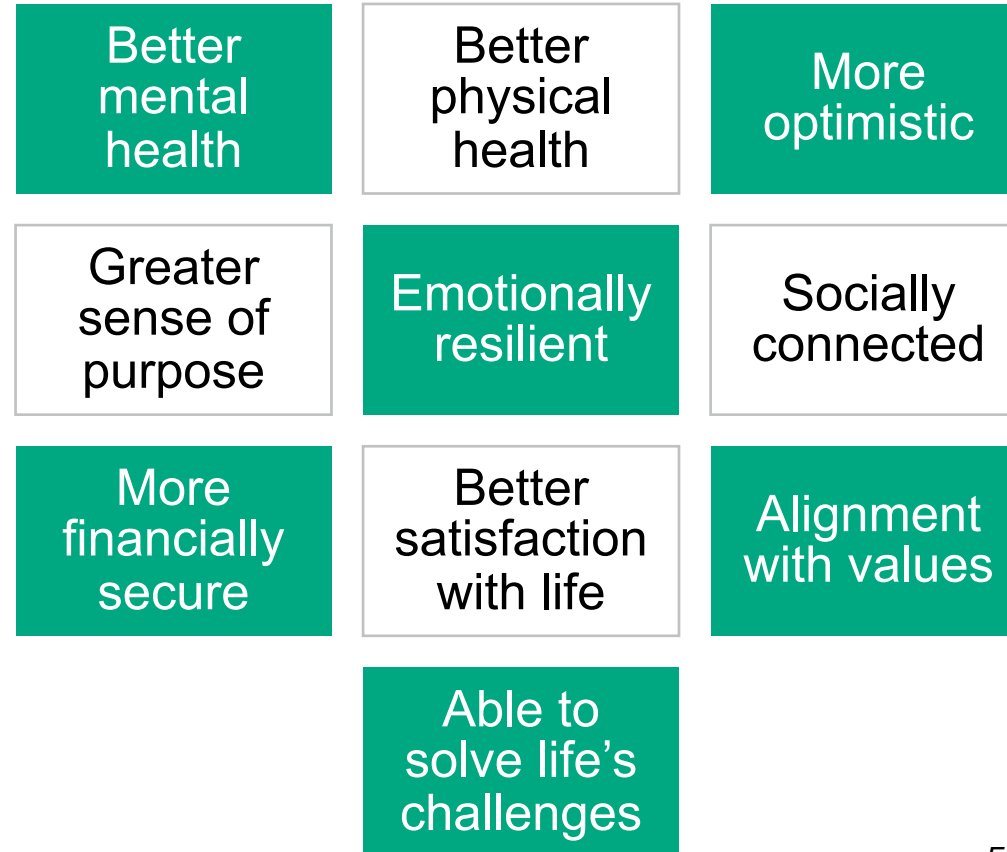 Better
mental
health
Better
physical
health
More
optimistic
Greater
sense of
purpose
Emotionally
resilient
Socially
connected
More
financially
secure
Better
satisfaction
with life
Alignment
with values
Able to
solve life’s
challenges
5